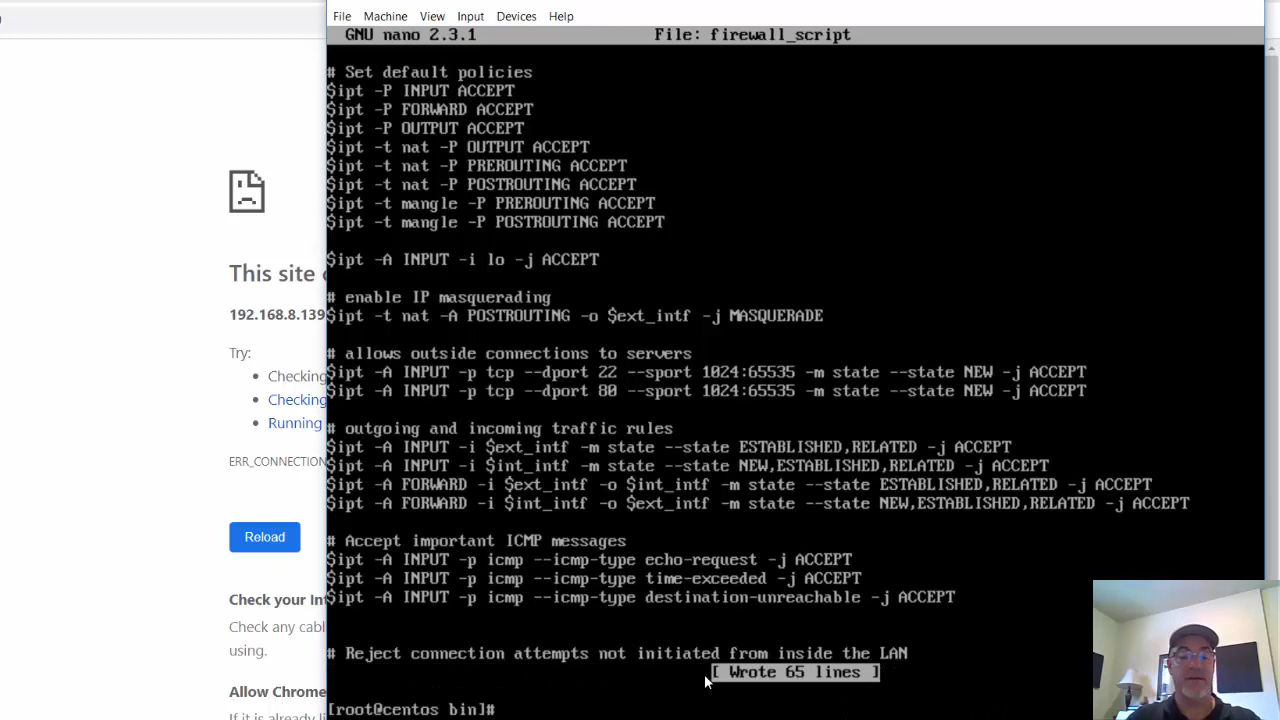 File Machine View Input Devices Help
GNU nano 2.3.1 File: firewall_script
# Set default policies
$ipt -P INPUT ACCEPT
$ipt -P FORWARD ACCEPT
$ipt -P OUTPUT ACCEPT
$ipt -t nat -P OUTPUT ACCEPT
$ipt -t nat -P PREROUTING ACCEPT
$ipt -t nat -P POSTROUTING ACCEPT
$ipt -t mangle -P PREROUTING ACCEPT
$ipt -t mangle -P POSTROUTING ACCEPT
$ipt -A INPUT -i lo -j ACCEPT
# enable IP masquerading
$ipt -t nat -A POSTROUTING -o $ext_intf -j MASQUERADE
# allows outside connections to servers
$ipt -A INPUT -p tcp --dport 22 --sport 1024:65535 -m state --state NEW -j ACCEPT
$ipt -A INPUT -p tcp --dport 80 --sport 1024:65535 -m state --state NEW -j ACCEPT
# outgoing and incoming traffic rules
$ipt -A INPUT -i $ext_intf -m state --state ESTABLISHED,RELATED -j ACCEPT
$ipt -A INPUT -i $int_intf -m state --state NEW,ESTABLISHED,RELATED -j ACCEPT
$ipt -A FORWARD -i $ext_intf -o $int_intf -m state --state ESTABLISHED,RELATED -j ACCEPT
$ipt -A FORWARD -i $int_intf -o $ext_intf -m state --state NEW,ESTABLISHED,RELATED -j ACCEPT
# Accept important ICMP messages
$ipt -A INPUT -p icmp --icmp-type echo-request -j ACCEPT
$ipt -A INPUT -p icmp --icmp-type time-exceeded -j ACCEPT
$ipt -A INPUT -p icmp --icmp-type destination-unreachable -j ACCEPT
# Reject connection attempts not initiated from inside the LAN
[ Wrote 65 lines ]
[root@centos bin]#
This site
192.168.8.139
Try:
Checking
Checking
Running
ERR_CONNECTION
Reload
Check your Int
Check any cabl
using.
Allow Chrome
If it is already li